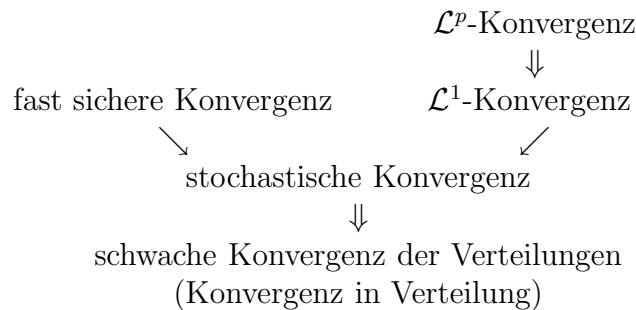 𝓛ᵖ-Konvergenz
⇓
fast sichere Konvergenz 𝓛¹-Konvergenz
↘ ↙
stochastische Konvergenz
⇓
schwache Konvergenz der Verteilungen
(Konvergenz in Verteilung)